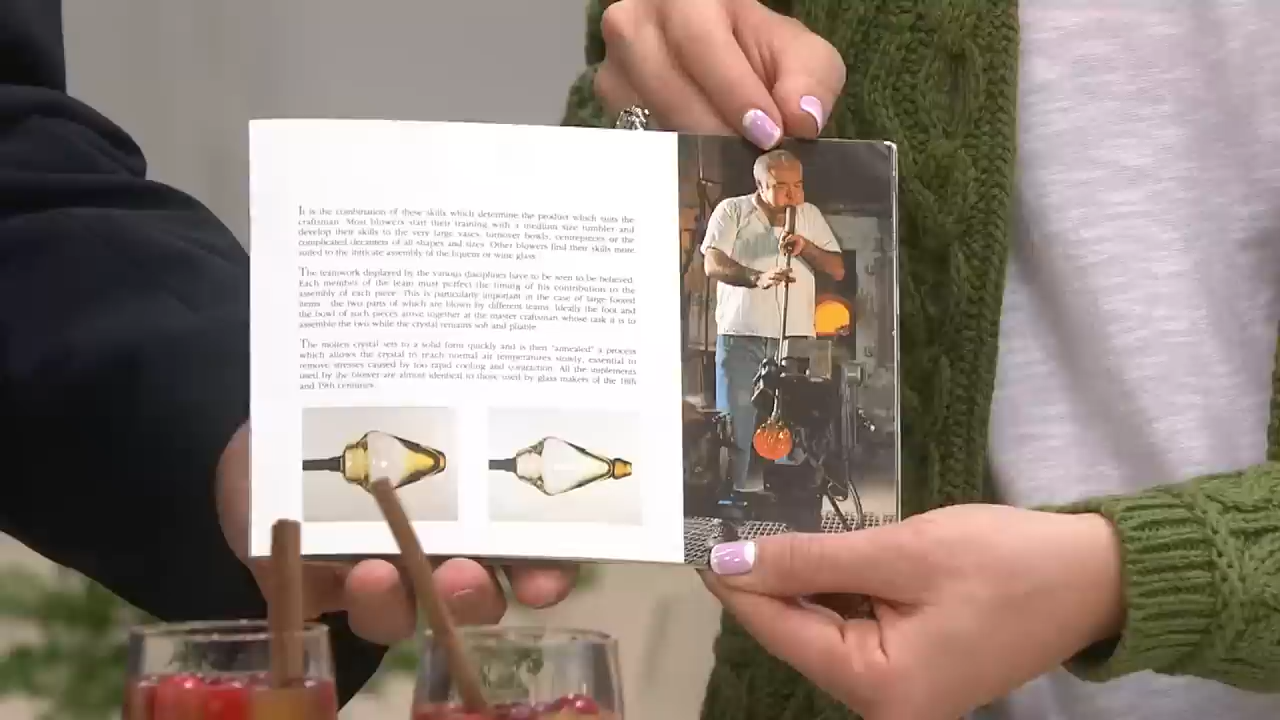 It is the combination of these skills which determine the product which suits the
craftsman. Most blowers start their training with a medium size tumbler and
develop their skills to the very large vases, turnover bowls, centrepieces or the
complicated decanters of all shapes and sizes. Other blowers find their skills more
suited to the intricate assembly of the liqueur or wine glass.
The teamwork displayed by the various disciplines have to be seen to be believed.
Each member of the team must perfect the timing of his contribution to the
assembly of each piece. This is particularly important in the case of large footed
items the two parts of which are blown by different teams. Ideally the foot and
the bowl of such pieces arrive together at the master craftsman whose task it is to
assemble the two while the crystal remains soft and pliable.
The molten crystal sets to a solid form quickly and is then "annealed" a process
which allows the crystal to reach normal air temperatures slowly, essential to
remove stresses caused by too rapid cooling and contraction. All the implements
used by the blower are almost identical to those used by glass makers of the 18th
and 19th centuries.